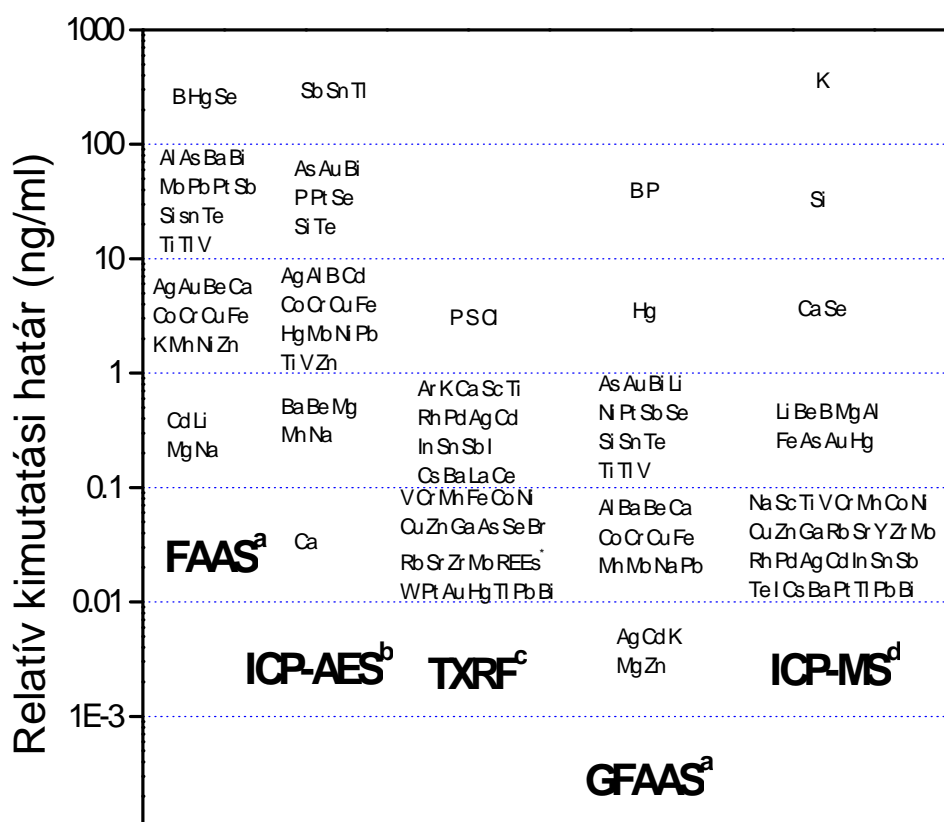 Relatív kimutatási határ (ng/ml)
1000
100
10
1
0.1
0.01
1E-3
B Hg Se
Al As Ba Bi
Mo Pb Pt Sb
Si sn Te
Ti Tl V
Ag Au Be Ca
Co Cr Cu Fe
K Mn Ni Zn
Cd Li
Mg Na
FAASᵃ
Sb Sn Tl
As Au Bi
P Pt Se
Si Te
Ag Al B Cd
Co Cr Cu Fe
Hg Mo Ni Pb
Ti V Zn
Ba Be Mg
Mn Na
Ca
ICP-AESᵇ
P S Cl
Ar K Ca Sc Ti
Rh Pd Ag Cd
In Sn Sb I
Cs Ba La Ce
V Cr Mn Fe Co Ni
Cu Zn Ga As Se Br
Rb Sr Zr Mo REEs*
W Pt Au Hg Tl Pb Bi
TXRFᶜ
B P
Hg
As Au Bi Li
Ni Pt Sb Se
Si Sn Te
Ti Tl V
Al Ba Be Ca
Co Cr Cu Fe
Mn Mo Na Pb
Ag Cd K
Mg Zn
GFAASᵃ
K
Si
Ca Se
Li Be B Mg Al
Fe As Au Hg
Na Sc Ti V Cr Mn Co Ni
Cu Zn Ga Rb Sr Y Zr Mo
Rh Pd Ag Cd In Sn Sb
Te I Cs Ba Pt Tl Pb Bi
ICP-MSᵈ